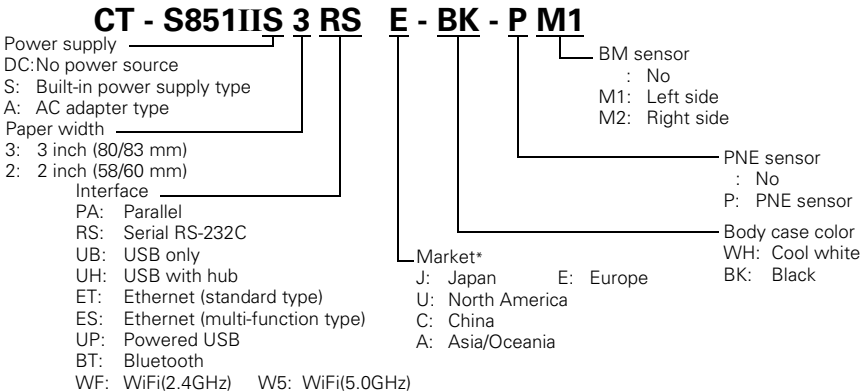 CT - S851IIS 3 RS E - BK - P M1
Power supply
DC:No power source
S: Built-in power supply type
A: AC adapter type
Paper width
3: 3 inch (80/83 mm)
2: 2 inch (58/60 mm)
Interface
PA: Parallel
RS: Serial RS-232C
UB: USB only
UH: USB with hub
ET: Ethernet (standard type)
ES: Ethernet (multi-function type)
UP: Powered USB
BT: Bluetooth
WF: WiFi(2.4GHz) W5: WiFi(5.0GHz)
Market*
J: Japan E: Europe
U: North America
C: China
A: Asia/Oceania
BM sensor
: No
M1: Left side
M2: Right side
PNE sensor
: No
P: PNE sensor
Body case color
WH: Cool white
BK: Black